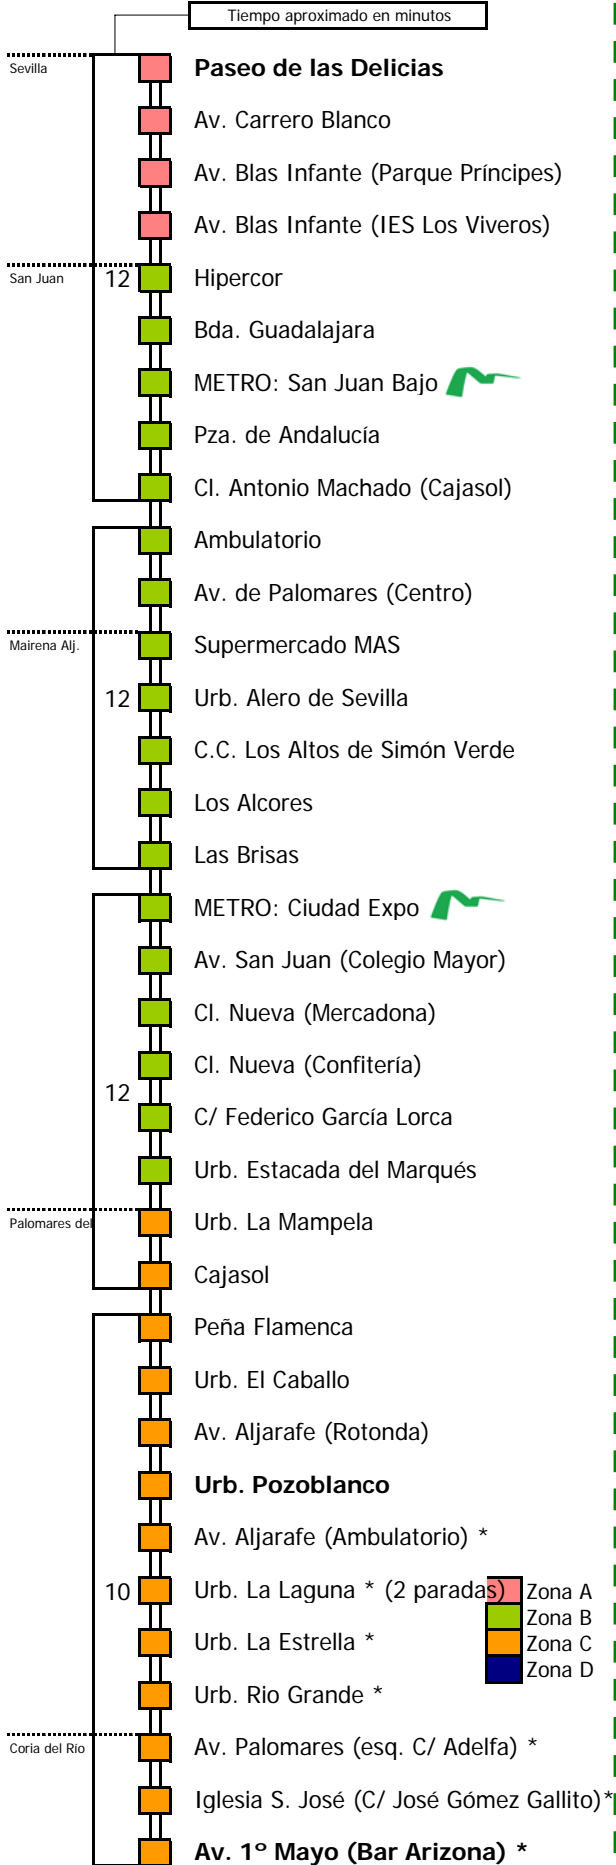 Tiempo aproximado en minutos
Sevilla
Paseo de las Delicias
Av. Carrero Blanco
Av. Blas Infante (Parque Príncipes)
Av. Blas Infante (IES Los Viveros)
San Juan 12 Hipercor
Bda. Guadalajara
METRO: San Juan Bajo
Pza. de Andalucía
Cl. Antonio Machado (Cajasol)
Ambulatorio
Av. de Palomares (Centro)
Mairena Alj. Supermercado MAS
12 Urb. Alero de Sevilla
C.C. Los Altos de Simón Verde
Los Alcores
Las Brisas
METRO: Ciudad Expo
Av. San Juan (Colegio Mayor)
Cl. Nueva (Mercadona)
Cl. Nueva (Confitería)
12
C/ Federico García Lorca
Urb. Estacada del Marqués
Palomares del Urb. La Mampela
Cajasol
Peña Flamenca
Urb. El Caballo
Av. Aljarafe (Rotonda)
Urb. Pozoblanco
Av. Aljarafe (Ambulatorio) *
10 Urb. La Laguna * (2 paradas)
Urb. La Estrella *
Urb. Rio Grande *
Zona A
Zona B
Zona C
Zona D
Coria del Río Av. Palomares (esq. C/ Adelfa) *
Iglesia S. José (C/ José Gómez Gallito)*
Av. 1º Mayo (Bar Arizona) *